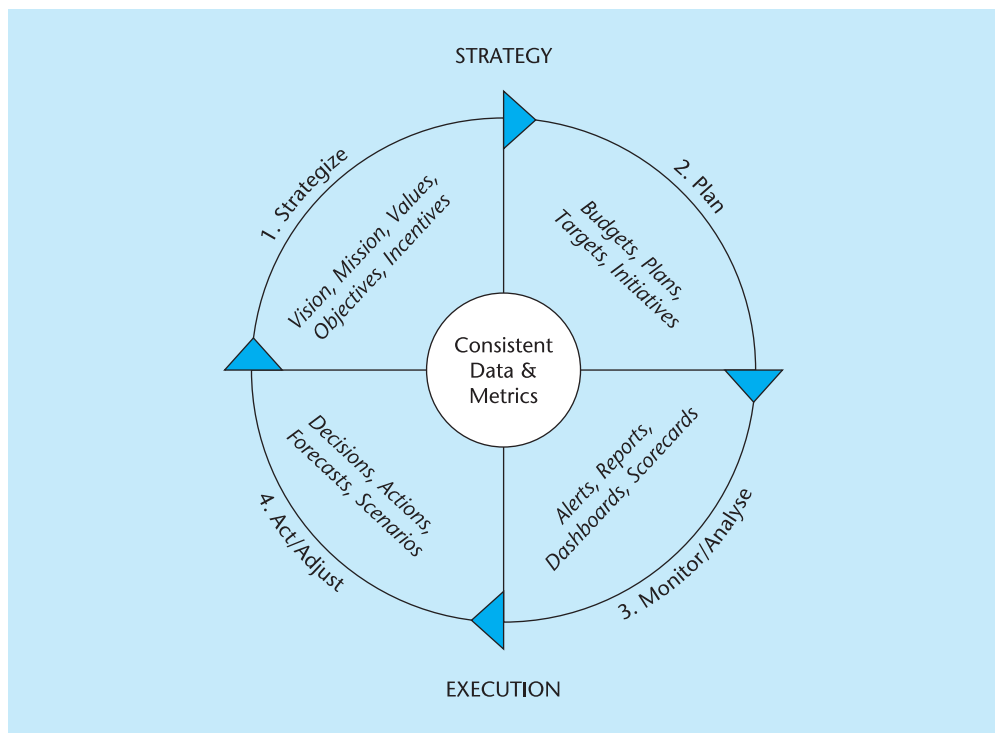 STRATEGY
1. Strategize
Vision, Mission, Values,
Objectives, Incentives
2. Plan
Budgets, Plans,
Targets, Initiatives
Consistent
Data &
Metrics
4. Act/Adjust
Decisions, Actions,
Forecasts, Scenarios
Alerts, Reports,
Dashboards, Scorecards
3. Monitor/Analyse
EXECUTION